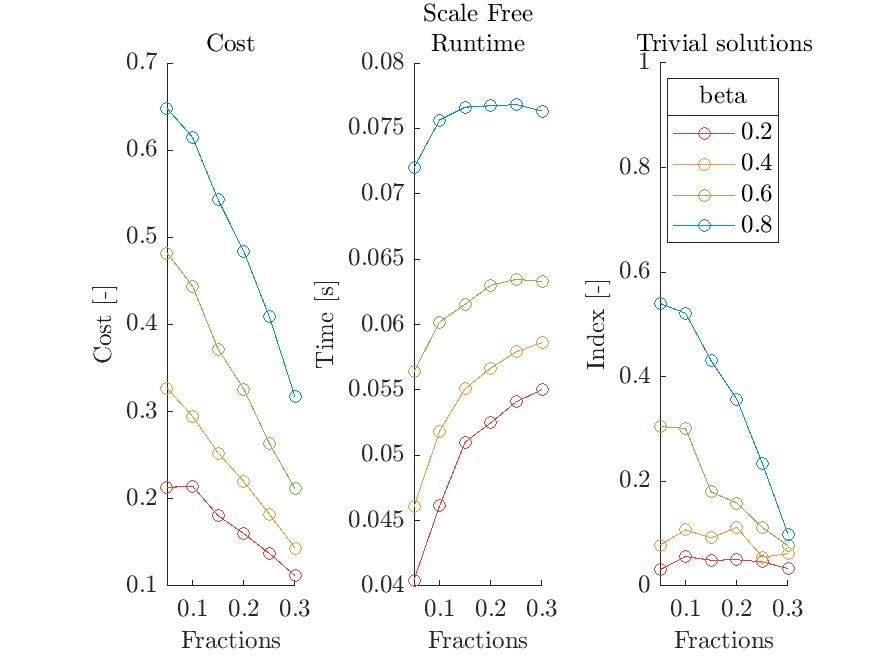 Scale Free
Cost
Runtime
Trivial solutions
0.7
0.6
0.5
0.4
0.3
0.2
0.1
Cost [-]
0.1 0.2 0.3
Fractions
0.08
0.075
0.07
0.065
0.06
0.055
0.05
0.045
0.04
Time [s]
0.1 0.2 0.3
Fractions
1
0.8
0.6
0.4
0.2
0
Index [-]
0.1 0.2 0.3
Fractions
beta
0.2
0.4
0.6
0.8